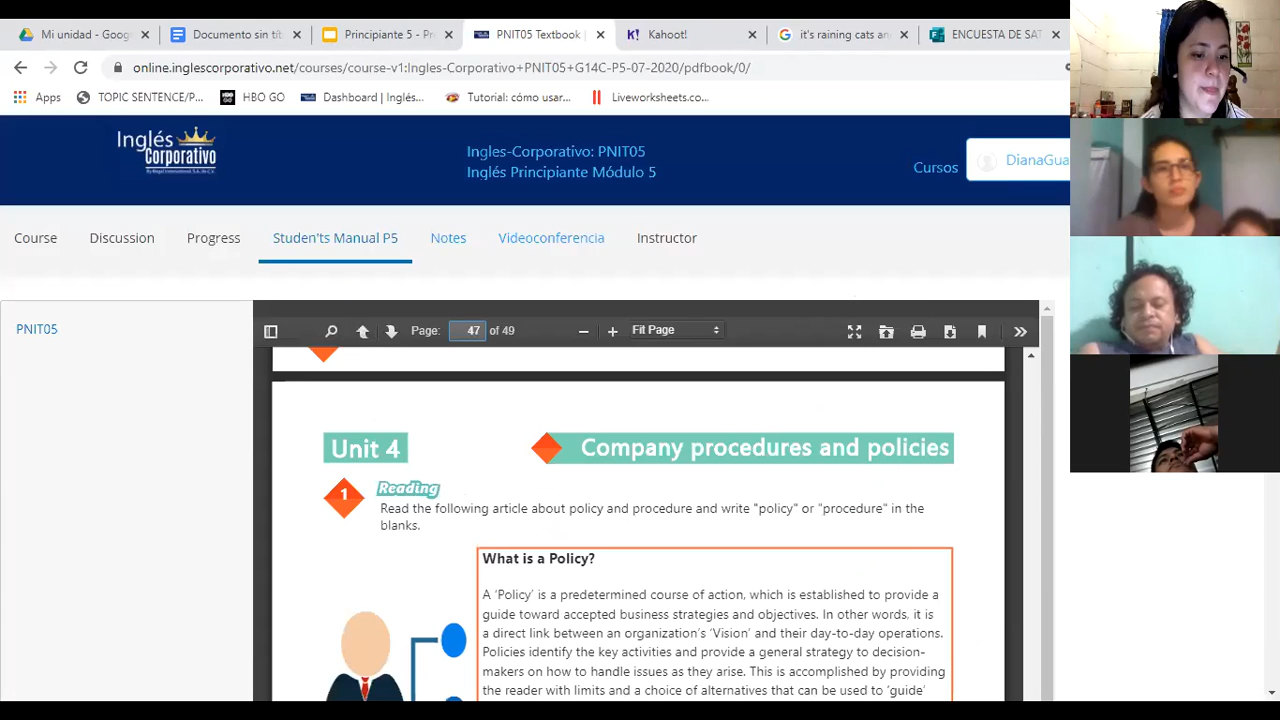 Mi unidad - Goog
Documento sin tít
Principiante 5 - Pr
PNIT05 Textbook
Kahoot!
it's raining cats an
ENCUESTA DE SAT
online.inglescorporativo.net/courses/course-v1:Ingles-Corporativo+PNIT05+G14C-P5-07-2020/pdfbook/0/
Apps
TOPIC SENTENCE/P...
HBO GO
Dashboard | Inglés...
Tutorial: cómo usar...
Liveworksheets.co...
Inglés
Corporativo
Ingles-Corporativo: PNIT05
Inglés Principiante Módulo 5
Cursos
DianaGua
Course
Discussion
Progress
Studen'ts Manual P5
Notes
Videoconferencia
Instructor
PNIT05
Page:
47
of 49
Fit Page
Unit 4
Company procedures and policies
1
Reading
Read the following article about policy and procedure and write "policy" or "procedure" in the
blanks.
What is a Policy?
A ‘Policy’ is a predetermined course of action, which is established to provide a
guide toward accepted business strategies and objectives. In other words, it is
a direct link between an organization’s ‘Vision’ and their day-to-day operations.
Policies identify the key activities and provide a general strategy to decision-
makers on how to handle issues as they arise. This is accomplished by providing
the reader with limits and a choice of alternatives that can be used to ‘guide’